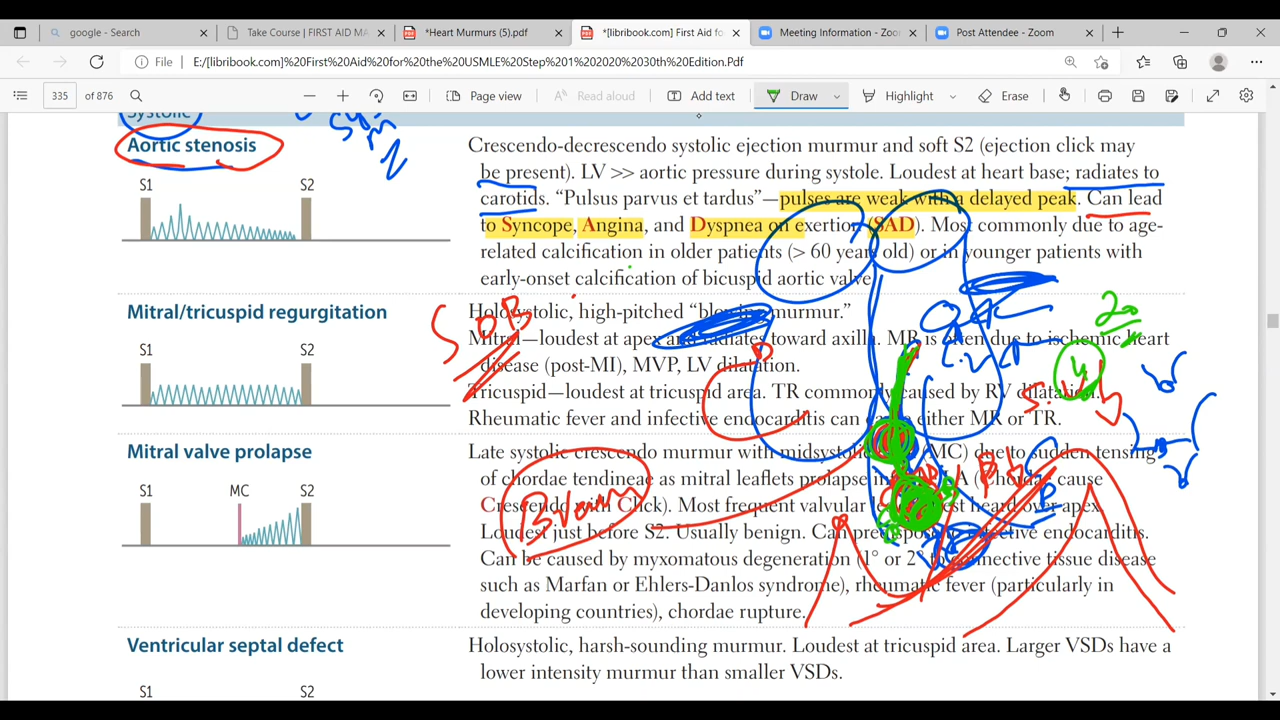 google - Search
Take Course | FIRST AID MA
*Heart Murmurs (5).pdf
*[libribook.com] First Aid for
Meeting Information - Zoom
Post Attendee - Zoom
File
E:/[libribook.com]%20First%20Aid%20for%20the%20USMLE%20Step%201%202020%2030th%20Edition.Pdf
335 of 876
Page view
Read aloud
Add text
Draw
Highlight
Erase
Systolic
Aortic stenosis
S1 S2
Crescendo-decrescendo systolic ejection murmur and soft S2 (ejection click may
be present). LV >> aortic pressure during systole. Loudest at heart base; radiates to
carotids. “Pulsus parvus et tardus”—pulses are weak with a delayed peak. Can lead
to Syncope, Angina, and Dyspnea on exertion (SAD). Most commonly due to age-
related calcification in older patients (> 60 years old) or in younger patients with
early-onset calcification of bicuspid aortic valve
Mitral/tricuspid regurgitation
S1 S2
Holosystolic, high-pitched “blowing murmur.”
Mitral—loudest at apex and radiates toward axilla. MR is often due to ischemic heart
disease (post-MI), MVP, LV dilatation.
Tricuspid—loudest at tricuspid area. TR commonly caused by RV dilatation.
Rheumatic fever and infective endocarditis can cause either MR or TR.
SOB
20
Mitral valve prolapse
S1 MC S2
Late systolic crescendo murmur with midsystolic (MC) due to sudden tensing
of chordae tendineae as mitral leaflets prolapse into LA (Chordae cause
Crescendo with Click). Most frequent valvular heard over apex.
Loudest just before S2. Usually benign. Can predispose to infective endocarditis.
Can be caused by myxomatous degeneration (1° or 2° to connective tissue disease
such as Marfan or Ehlers-Danlos syndrome), rheumatic fever (particularly in
developing countries), chordae rupture.
Ventricular septal defect
S1 S2
Holosystolic, harsh-sounding murmur. Loudest at tricuspid area. Larger VSDs have a
lower intensity murmur than smaller VSDs.